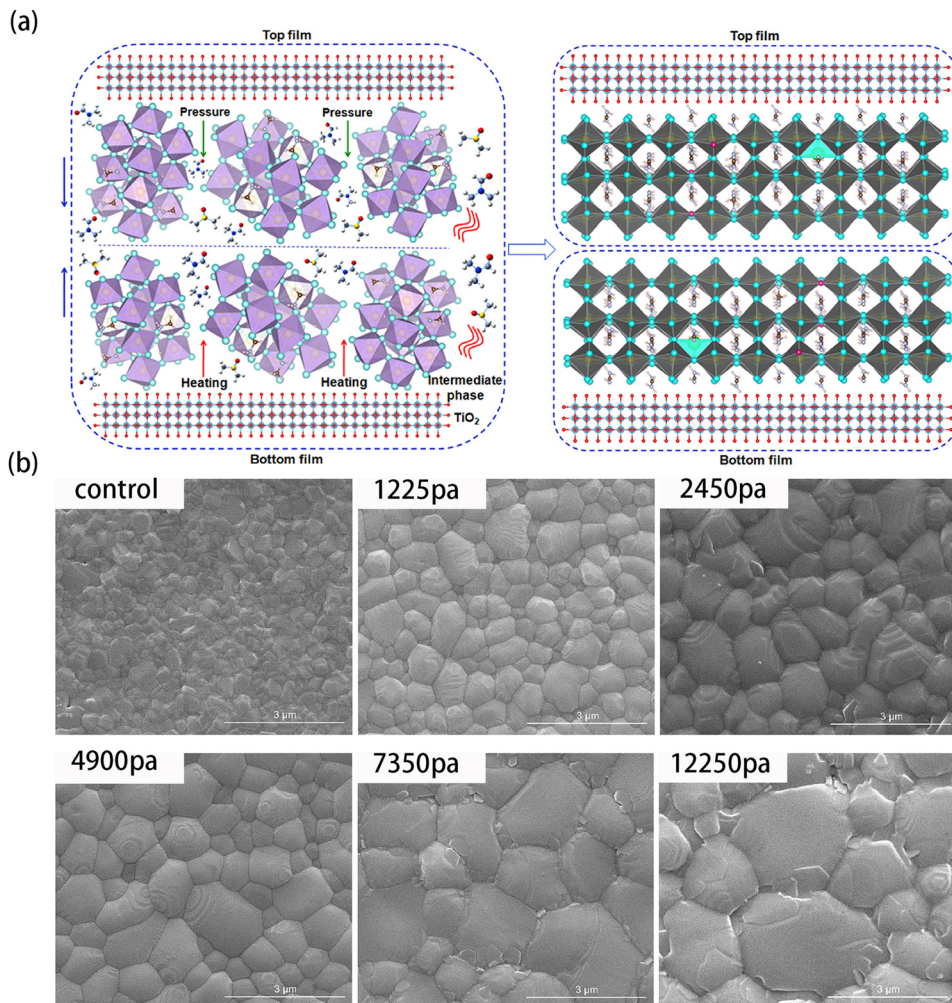 (a)
Top film
Top film
Pressure
Pressure
Heating
Heating
Intermediate
phase
TiO2
Bottom film
Bottom film
(b)
control
1225pa
2450pa
3 μm
3 μm
3 μm
4900pa
7350pa
12250pa
3 μm
3 μm
3 μm